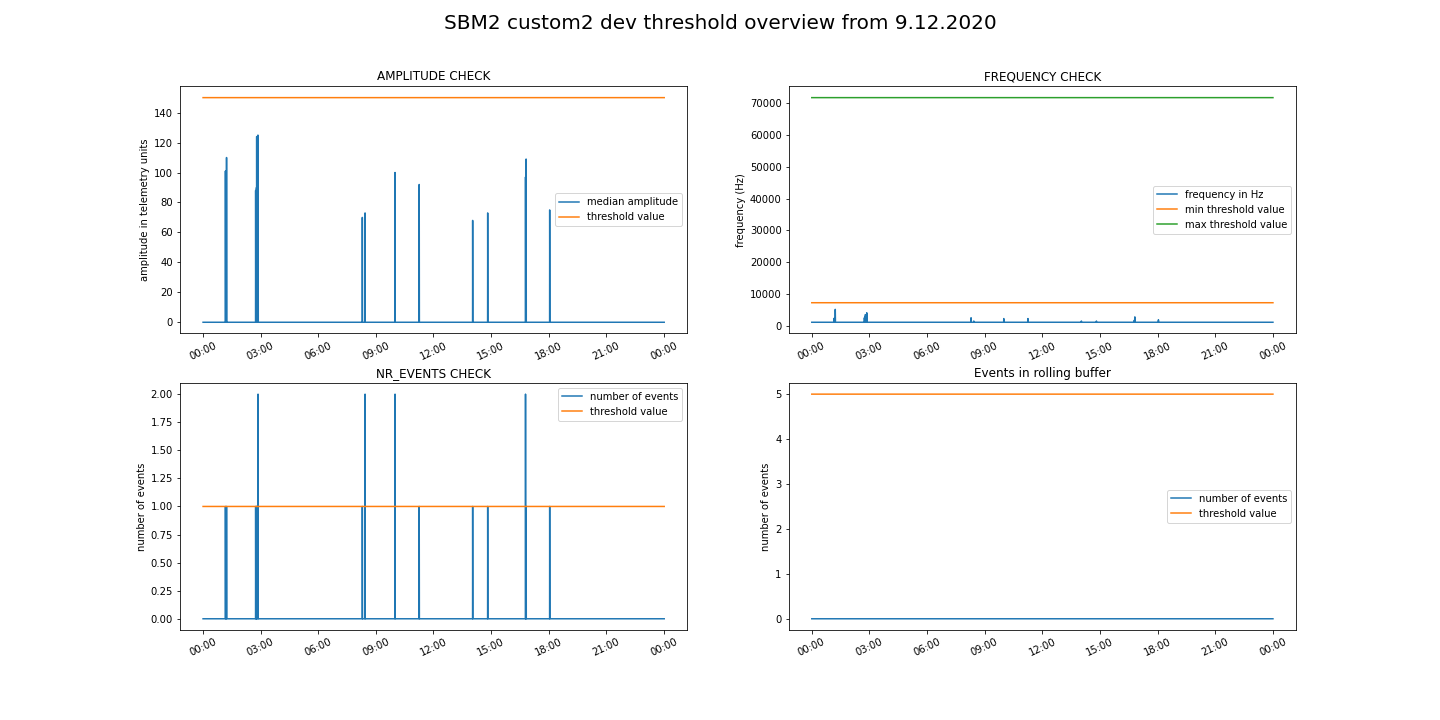 SBM2 custom2 dev threshold overview from 9.12.2020
AMPLITUDE CHECK
amplitude in telemetry units
140
120
100
80
60
40
20
0
median amplitude
threshold value
00:00 03:00 06:00 09:00 12:00 15:00 18:00 21:00 00:00
FREQUENCY CHECK
frequency (Hz)
70000
60000
50000
40000
30000
20000
10000
0
frequency in Hz
min threshold value
max threshold value
00:00 03:00 06:00 09:00 12:00 15:00 18:00 21:00 00:00
NR_EVENTS CHECK
number of events
2.00
1.75
1.50
1.25
1.00
0.75
0.50
0.25
0.00
number of events
threshold value
00:00 03:00 06:00 09:00 12:00 15:00 18:00 21:00 00:00
Events in rolling buffer
number of events
5
4
3
2
1
0
number of events
threshold value
00:00 03:00 06:00 09:00 12:00 15:00 18:00 21:00 00:00